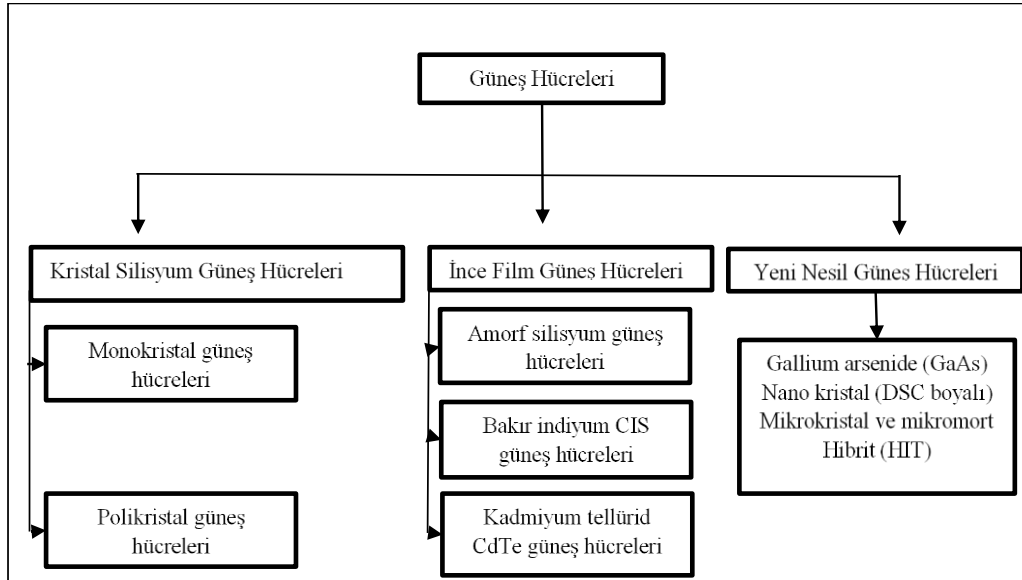 Güneş Hücreleri
Kristal Silisyum Güneş Hücreleri
Monokristal güneş
hücreleri
Polikristal güneş
hücreleri
İnce Film Güneş Hücreleri
Amorf silisyum güneş
hücreleri
Bakır indiyum CIS
güneş hücreleri
Kadmiyum tellürid
CdTe güneş hücreleri
Yeni Nesil Güneş Hücreleri
Gallium arsenide (GaAs)
Nano kristal (DSC boyalı)
Mikrokristal ve mikromort
Hibrit (HIT)